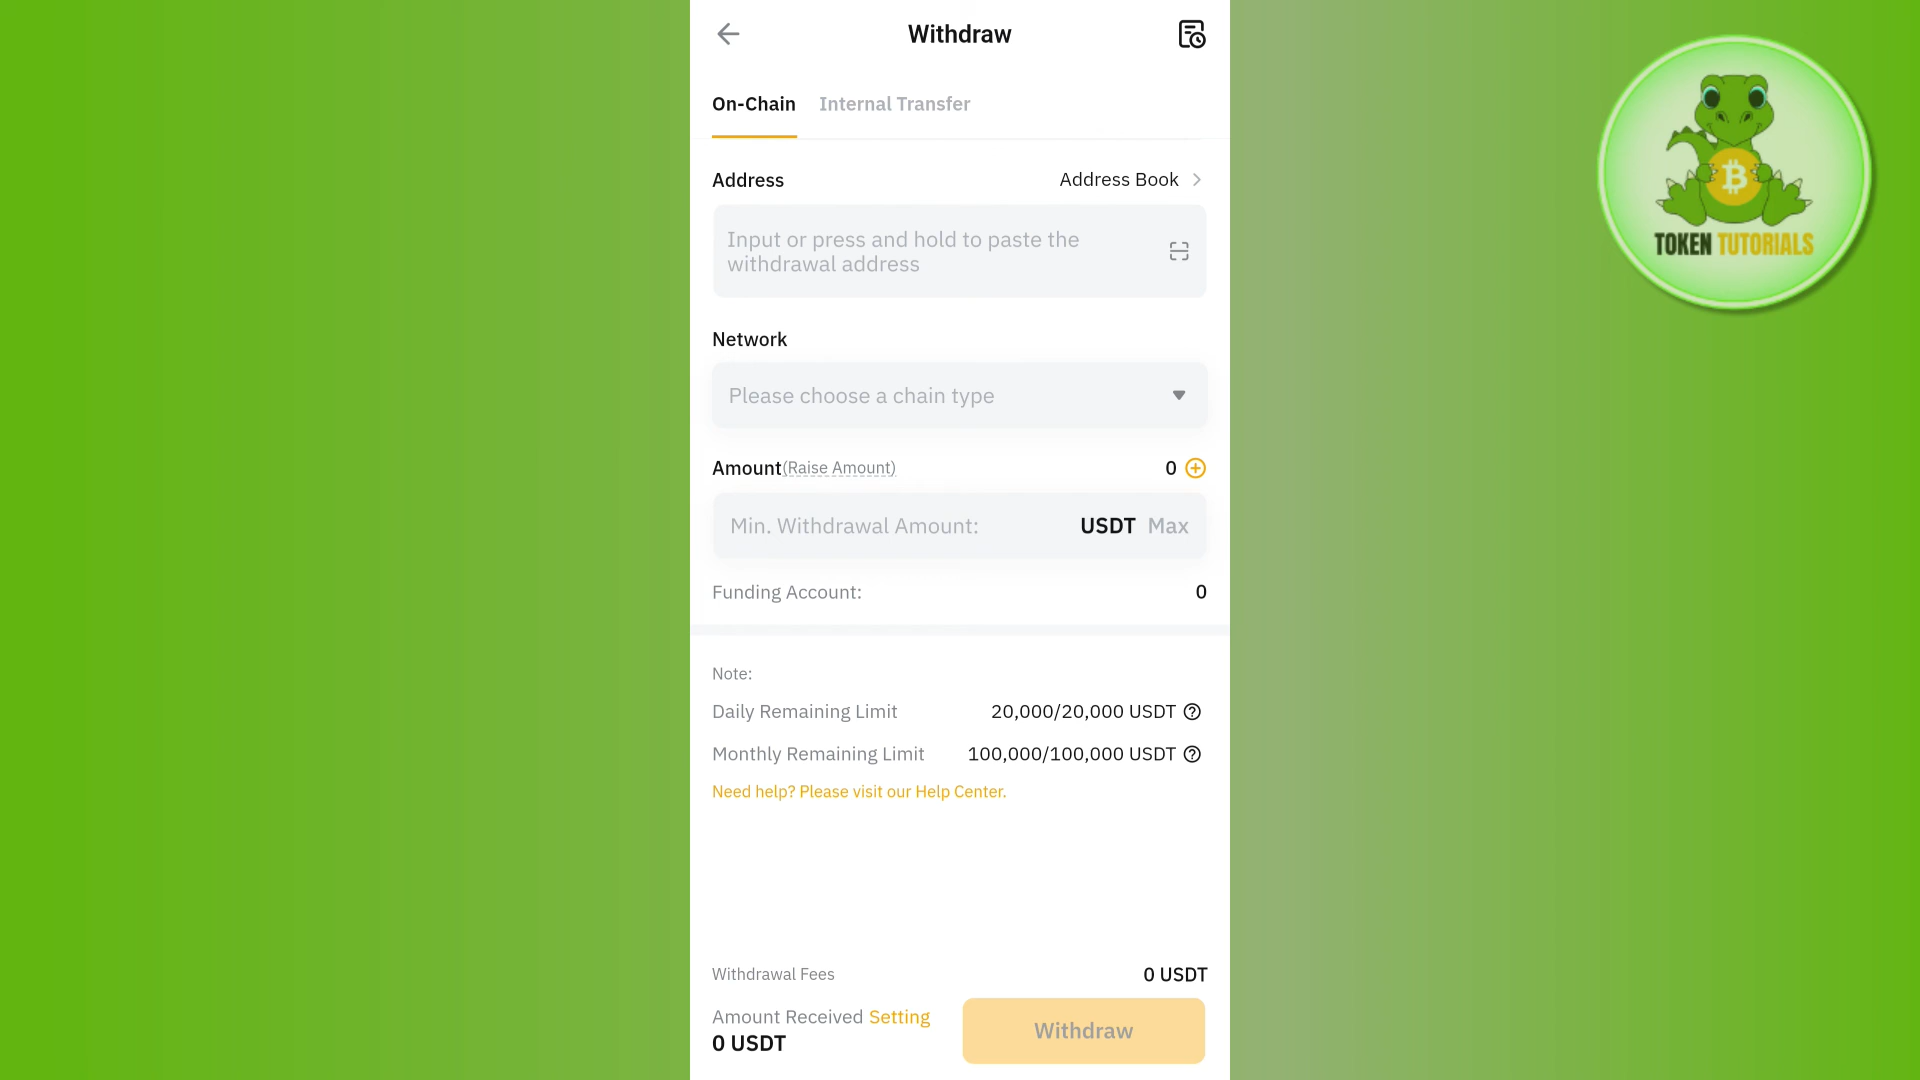 Withdraw
On-Chain Internal Transfer
Address Address Book
Input or press and hold to paste the
withdrawal address
Network
Please choose a chain type
Amount(Raise Amount) 0
Min. Withdrawal Amount: USDT Max
Funding Account: 0
Note:
Daily Remaining Limit 20,000/20,000 USDT
Monthly Remaining Limit 100,000/100,000 USDT
Need help? Please visit our Help Center.
Withdrawal Fees 0 USDT
Amount Received Setting
0 USDT
Withdraw
TOKEN TUTORIALS